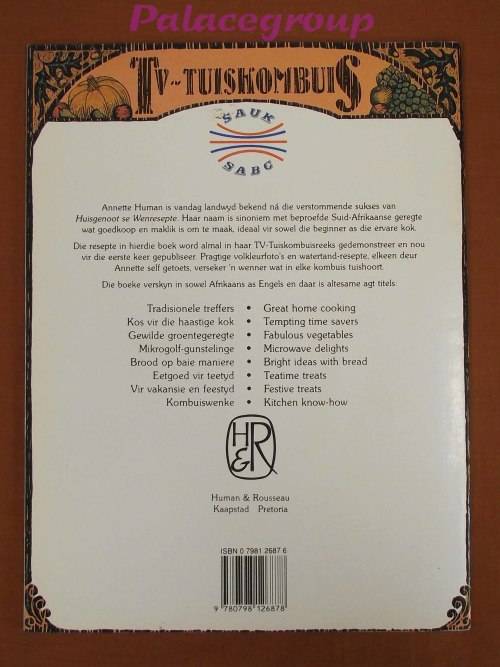 Palacegroup
TV-TUISKOMBUIS
SAUK
SABC
Annette Human is vandag landwyd bekend ná die verstommende sukses van
Huisgenoot se Wenresepte. Haar naam is sinoniem met beproefde Suid-Afrikaanse geregte
wat goedkoop en maklik is om te maak, ideaal vir sowel die beginner as die ervare kok.
Die resepte in hierdie boek word almal in haar TV-Tuiskombuisreeks gedemonstreer en nou
vir die eerste keer gepubliseer. Pragtige volkleurfoto's en watertand-resepte, elkeen deur
Annette self getoets, verseker 'n wenner wat in elke kombuis tuishoort.
Die boeke verskyn in sowel Afrikaans as Engels en daar is altesame agt titels:
Tradisionele treffers • Great home cooking
Kos vir die haastige kok • Tempting time savers
Gewilde groentegeregte • Fabulous vegetables
Mikrogolf-gunstelinge • Microwave delights
Brood op baie maniere • Bright ideas with bread
Eetgoed vir teetyd • Teatime treats
Vir vakansie en feestyd • Festive treats
Kombuiswenke • Kitchen know-how
H&R
Human & Rousseau
Kaapstad Pretoria
ISBN 0 7981 2687 6
9 780798 126878